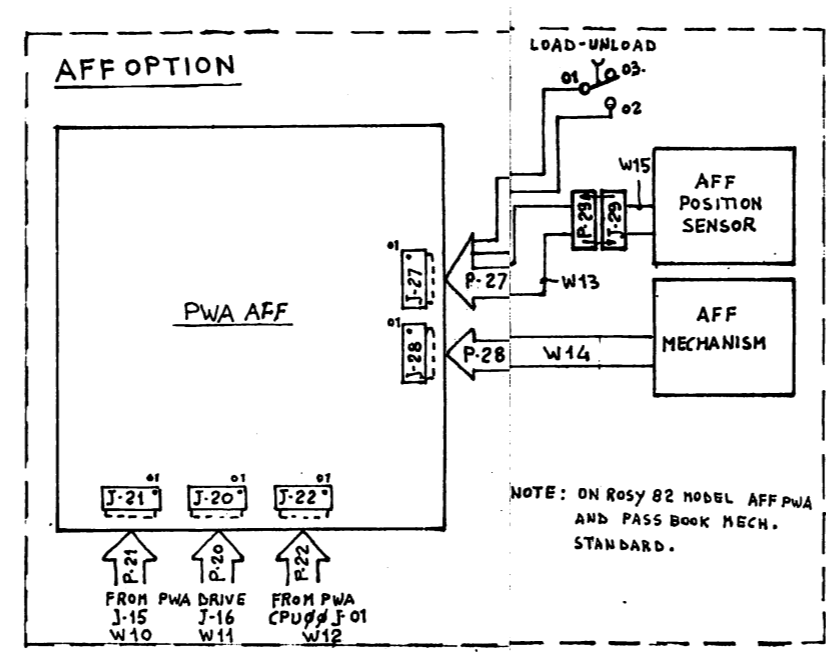 AFF OPTION
LOAD-UNLOAD
01
03.
02
W15
AFF
POSITION
SENSOR
P-29
J-29
01
J-27
P-27
W13
PWA AFF
01
J-28
P-28
W14
AFF
MECHANISM
01
J-21
01
J-20
01
J-22
NOTE: ON ROSY 82 MODEL AFF PWA
AND PASS BOOK MECH.
STANDARD.
P-21
P-20
P-22
FROM PWA DRIVE
J-15
J-16
W10
W11
FROM PWA
CPUØØ J-01
W12